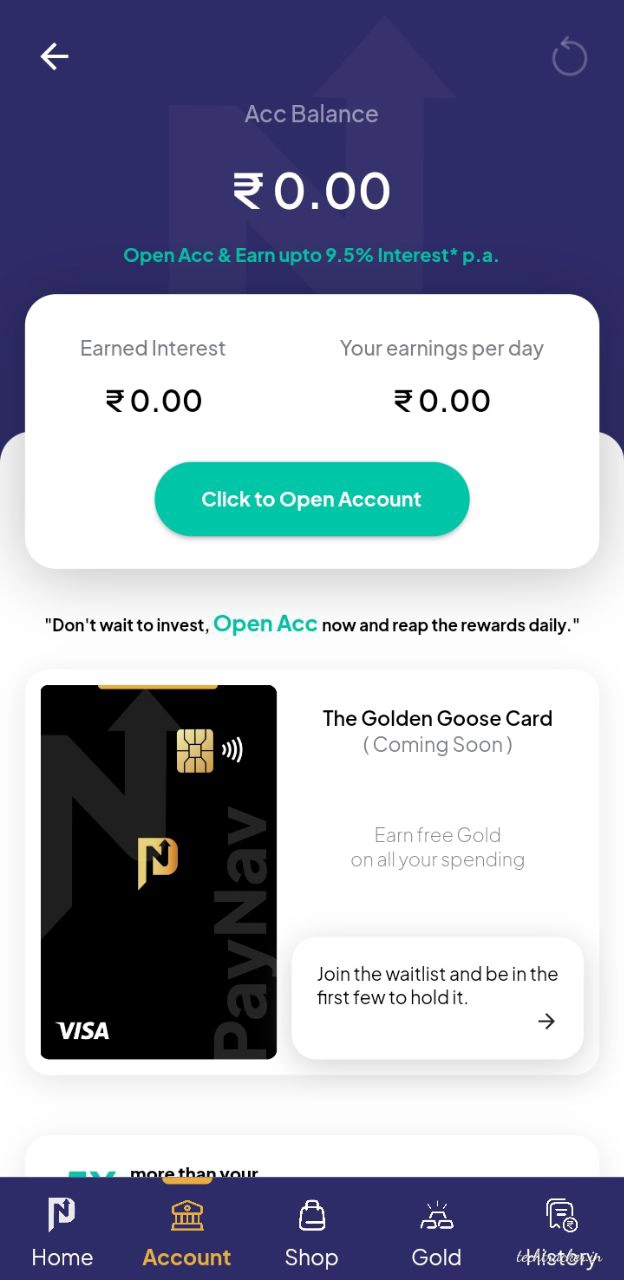 Acc Balance
₹ 0.00
Open Acc & Earn upto 9.5% Interest* p.a.
Earned Interest
Your earnings per day
₹ 0.00
₹ 0.00
Click to Open Account
"Don't wait to invest, Open Acc now and reap the rewards daily."
The Golden Goose Card
( Coming Soon )
Earn free Gold
on all your spending
PayNav
VISA
Join the waitlist and be in the
first few to hold it.
more than your
Home
Account
Shop
Gold
History